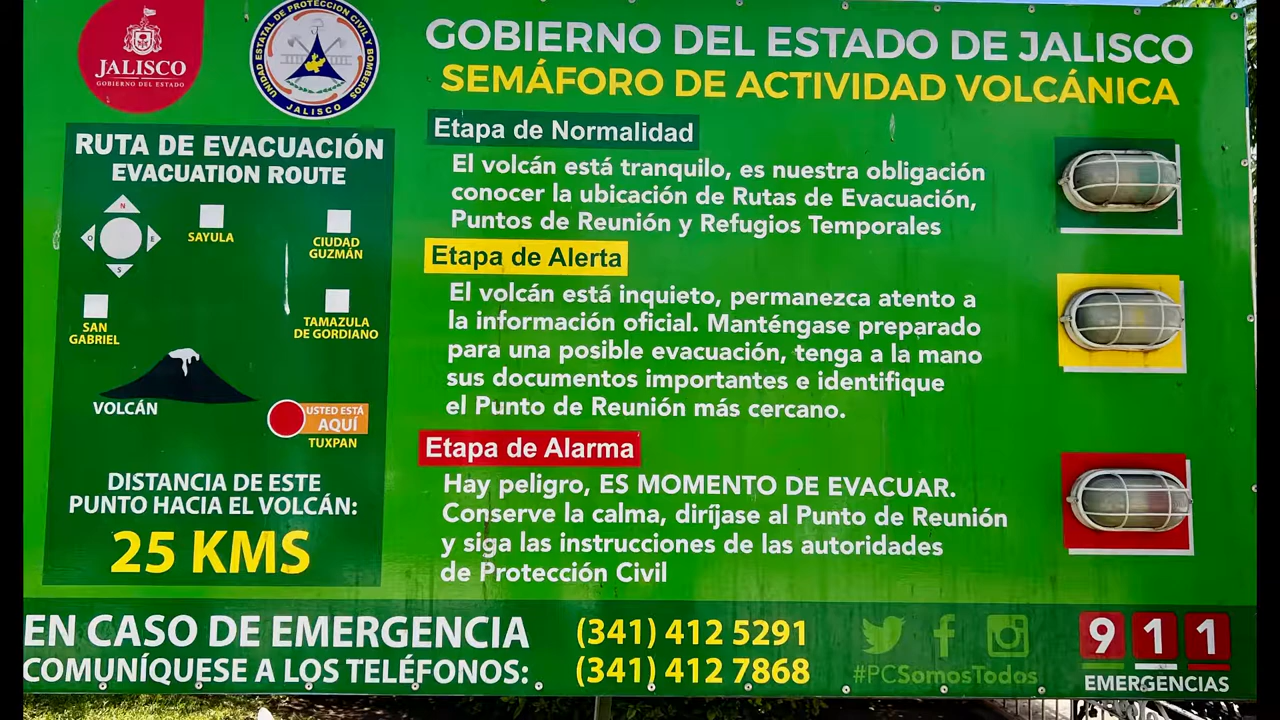 JALISCO
GOBIERNO DEL ESTADO
UNIDAD ESTATAL DE PROTECCIÓN CIVIL Y BOMBEROS
JALISCO
GOBIERNO DEL ESTADO DE JALISCO
SEMÁFORO DE ACTIVIDAD VOLCÁNICA
RUTA DE EVACUACIÓN
EVACUATION ROUTE
N
O
E
S
SAYULA
CIUDAD
GUZMÁN
SAN
GABRIEL
TAMAZULA
DE GORDIANO
VOLCÁN
USTED ESTÁ
AQUÍ
TUXPAN
DISTANCIA DE ESTE
PUNTO HACIA EL VOLCÁN:
25 KMS
Etapa de Normalidad
El volcán está tranquilo, es nuestra obligación
conocer la ubicación de Rutas de Evacuación,
Puntos de Reunión y Refugios Temporales
Etapa de Alerta
El volcán está inquieto, permanezca atento a
la información oficial. Manténgase preparado
para una posible evacuación, tenga a la mano
sus documentos importantes e identifique
el Punto de Reunión más cercano.
Etapa de Alarma
Hay peligro, ES MOMENTO DE EVACUAR.
Conserve la calma, diríjase al Punto de Reunión
y siga las instrucciones de las autoridades
de Protección Civil
EN CASO DE EMERGENCIA
COMUNÍQUESE A LOS TELÉFONOS:
(341) 412 5291
(341) 412 7868
#PCSomosTodos
911
EMERGENCIAS